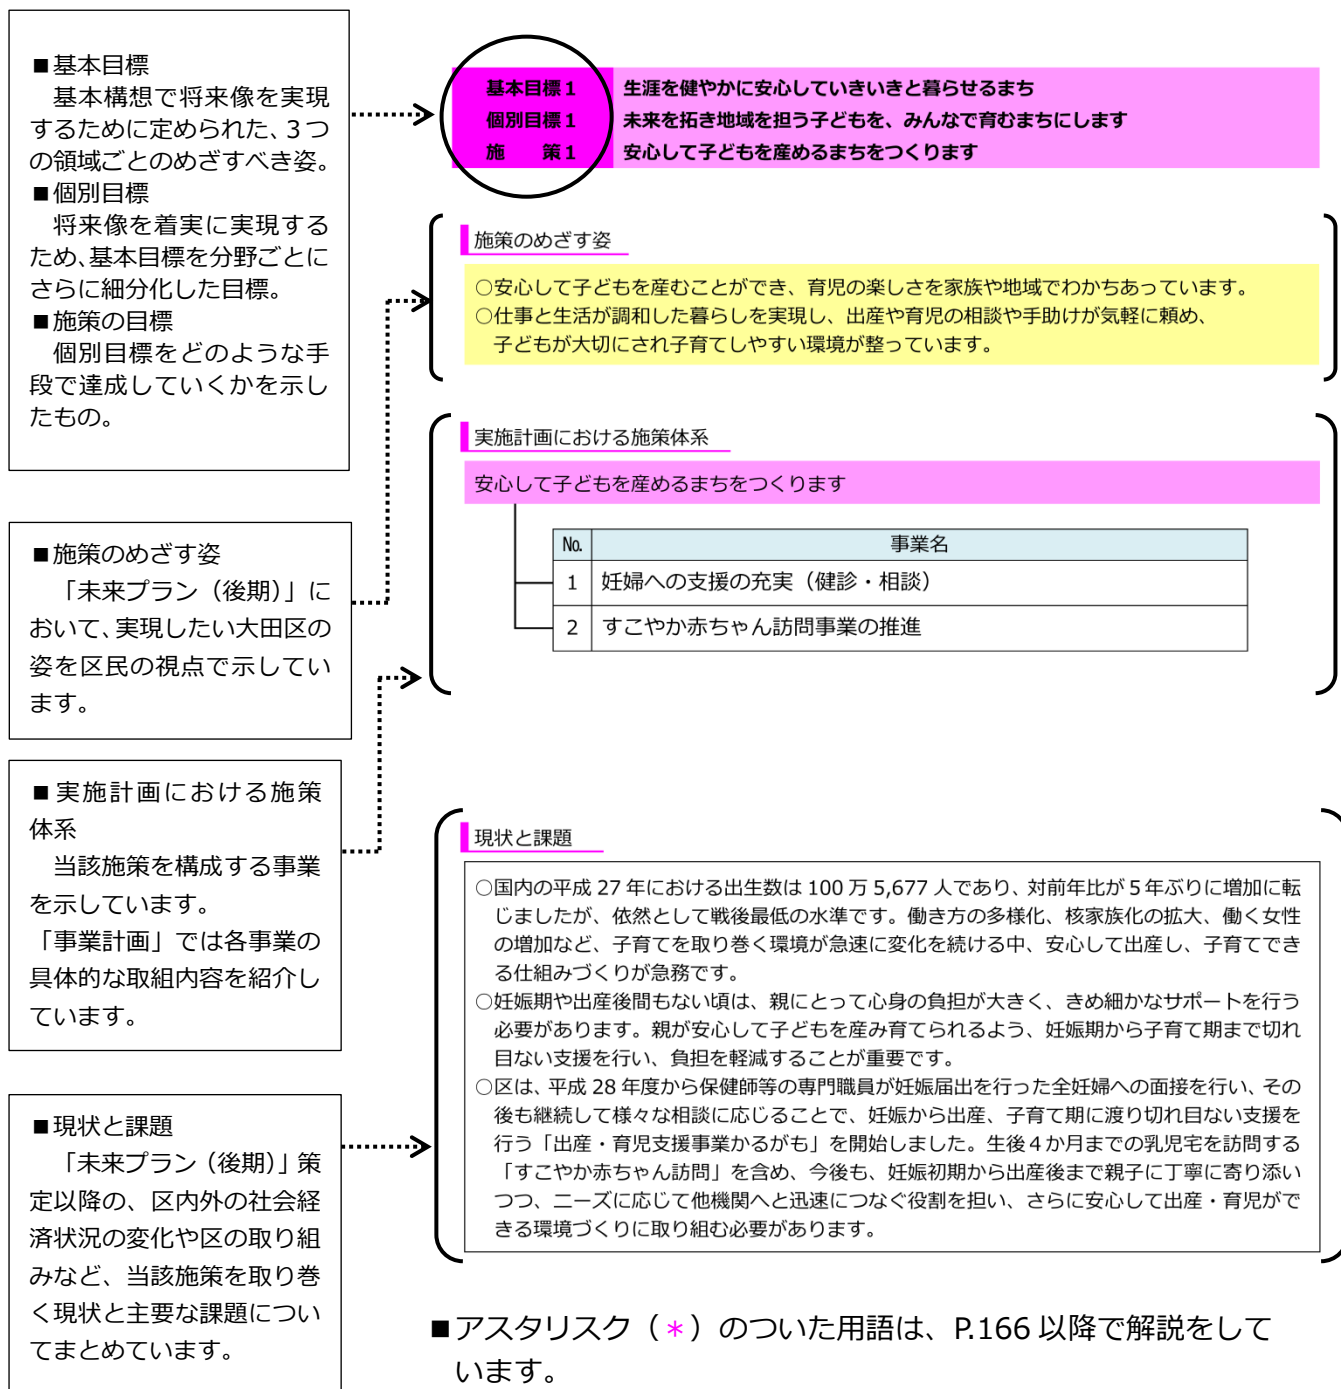 ■基本目標
基本構想で将来像を実現
するために定められた、3つ
の領域ごとのめざすべき姿。
■個別目標
将来像を着実に実現する
ため、基本目標を分野ごとに
さらに細分化した目標。
■施策の目標
個別目標をどのような手
段で達成していくかを示し
たもの。
基本目標1 生涯を健やかに安心していきいきと暮らせるまち
個別目標1 未来を拓き地域を担う子どもを、みんなで育むまちにします
施　策1 安心して子どもを産めるまちをつくります
■施策のめざす姿
「未来プラン（後期）」に
おいて、実現したい大田区の
姿を区民の視点で示してい
ます。
施策のめざす姿
○安心して子どもを産むことができ、育児の楽しさを家族や地域でわかちあっています。
○仕事と生活が調和した暮らしを実現し、出産や育児の相談や手助けが気軽に頼め、
子どもが大切にされ子育てしやすい環境が整っています。
■実施計画における施策
体系
当該施策を構成する事業
を示しています。
「事業計画」では各事業の
具体的な取組内容を紹介し
ています。
実施計画における施策体系
安心して子どもを産めるまちをつくります
No. 事業名
1 妊婦への支援の充実（健診・相談）
2 すこやか赤ちゃん訪問事業の推進
■現状と課題
「未来プラン（後期）」策
定以降の、区内外の社会経
済状況の変化や区の取り組
みなど、当該施策を取り巻
く現状と主要な課題につい
てまとめています。
現状と課題
○国内の平成 27 年における出生数は 100 万 5,677 人であり、対前年比が 5 年ぶりに増加に転
じましたが、依然として戦後最低の水準です。働き方の多様化、核家族化の拡大、働く女性
の増加など、子育てを取り巻く環境が急速に変化を続ける中、安心して出産し、子育てでき
る仕組みづくりが急務です。
○妊娠期や出産後間もない頃は、親にとって心身の負担が大きく、きめ細かなサポートを行う
必要があります。親が安心して子どもを産み育てられるよう、妊娠期から子育て期まで切れ
目ない支援を行い、負担を軽減することが重要です。
○区は、平成 28 年度から保健師等の専門職員が妊娠届出を行った全妊婦への面接を行い、その
後も継続して様々な相談に応じることで、妊娠から出産、子育て期に渡り切れ目ない支援を
行う「出産・育児支援事業かるがも」を開始しました。生後４か月までの乳児宅を訪問する
「すこやか赤ちゃん訪問」を含め、今後も、妊娠初期から出産後まで親子に丁寧に寄り添い
つつ、ニーズに応じて他機関へと迅速につなぐ役割を担い、さらに安心して出産・育児がで
きる環境づくりに取り組む必要があります。
■アスタリスク（＊）のついた用語は、P.166 以降で解説をして
います。